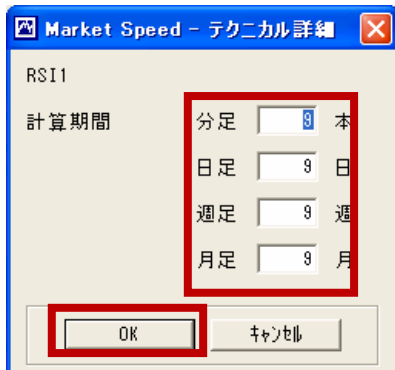 Market Speed - テクニカル詳細
RSI1
計算期間 分足 9 本
日足 9 日
週足 9 週
月足 9 月
OK キャンセル